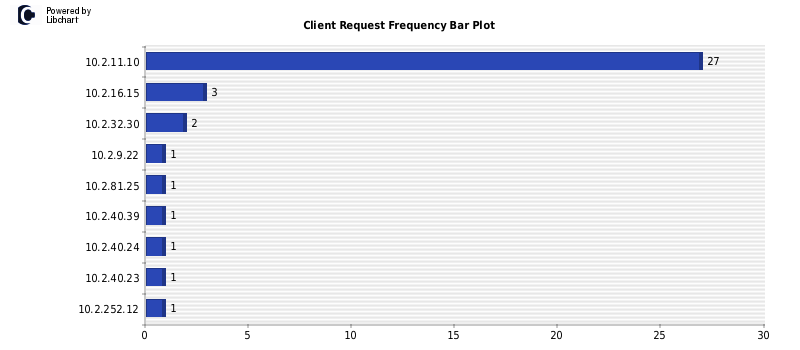 Powered by
Libchart
Client Request Frequency Bar Plot
10.2.11.10 27
10.2.16.15 3
10.2.32.30 2
10.2.9.22 1
10.2.81.25 1
10.2.40.39 1
10.2.40.24 1
10.2.40.23 1
10.2.252.12 1
0 5 10 15 20 25 30